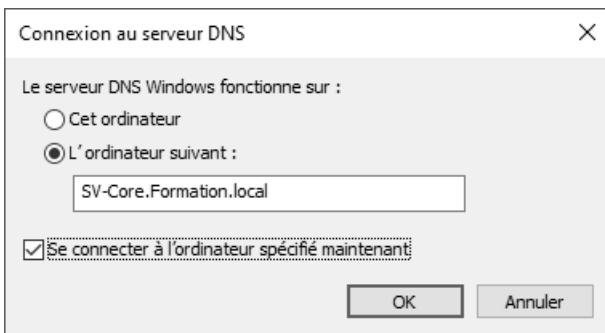 Connexion au serveur DNS
Le serveur DNS Windows fonctionne sur :
Cet ordinateur
L'ordinateur suivant :
SV-Core.Formation.local
Se connecter à l'ordinateur spécifié maintenant
OK
Annuler